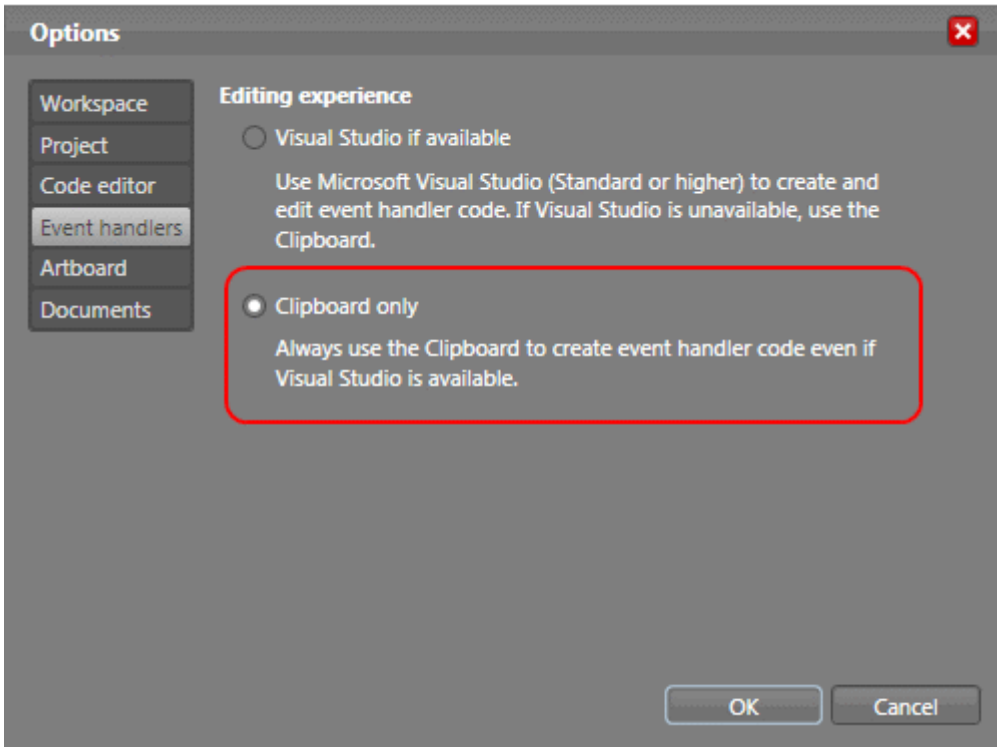 Options
Workspace
Project
Code editor
Event handlers
Artboard
Documents
Editing experience
Visual Studio if available
Use Microsoft Visual Studio (Standard or higher) to create and
edit event handler code. If Visual Studio is unavailable, use the
Clipboard.
Clipboard only
Always use the Clipboard to create event handler code even if
Visual Studio is available.
OK
Cancel